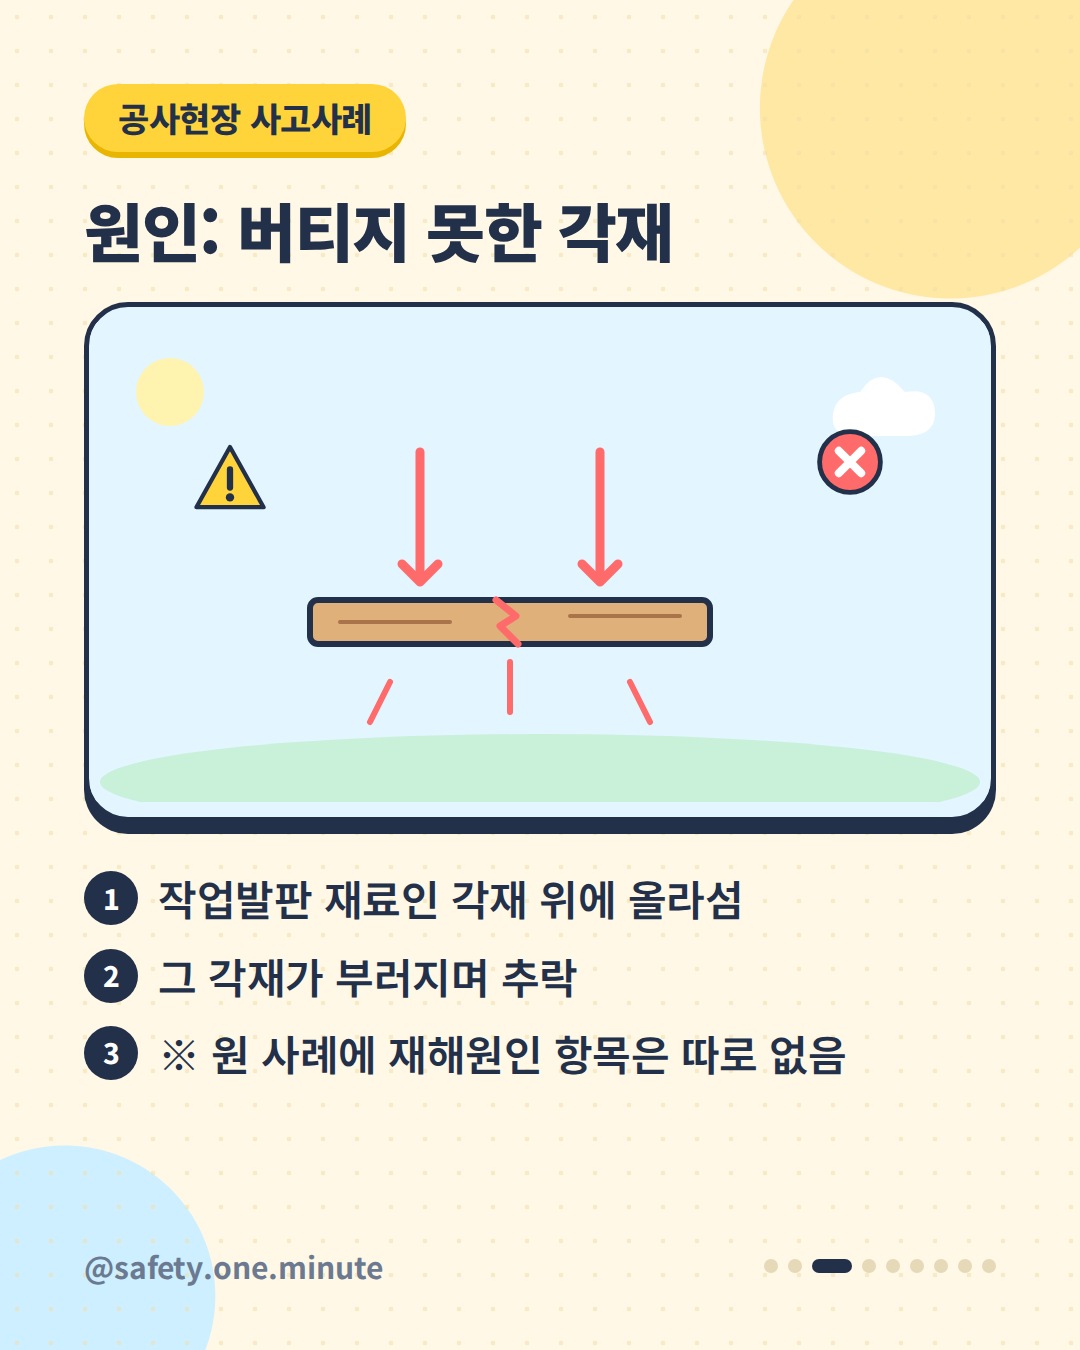 공사현장 사고사례
원인: 버티지 못한 각재
1 작업발판 재료인 각재 위에 올라섬
2 그 각재가 부러지며 추락
3 ※ 원 사례에 재해원인 항목은 따로 없음
@safety.one.minute